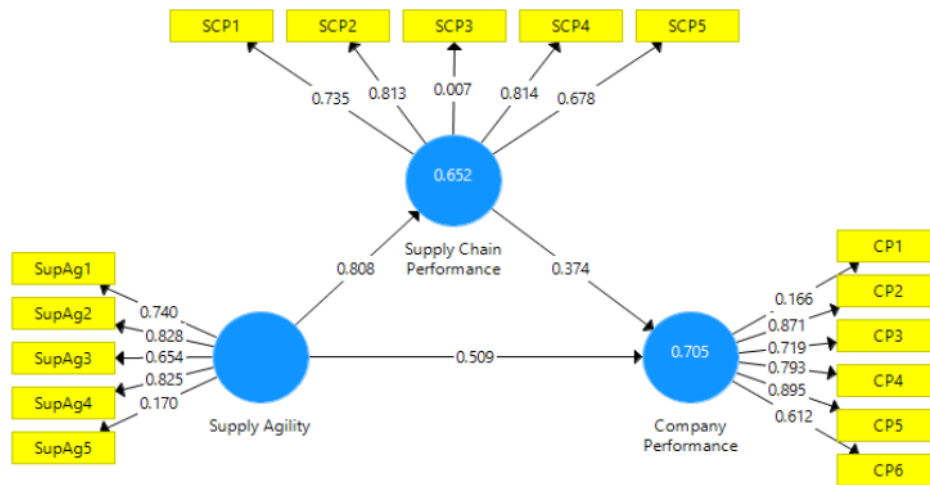 SCP1 SCP2 SCP3 SCP4 SCP5
0.735 0.813 0.007 0.814 0.678
0.652
Supply Chain
Performance
0.808
0.374
SupAg1
SupAg2
SupAg3
SupAg4
SupAg5
0.740
0.828
0.654
0.825
0.170
Supply Agility
0.509
0.705
Company
Performance
0.166
0.871
0.719
0.793
0.895
0.612
CP1
CP2
CP3
CP4
CP5
CP6